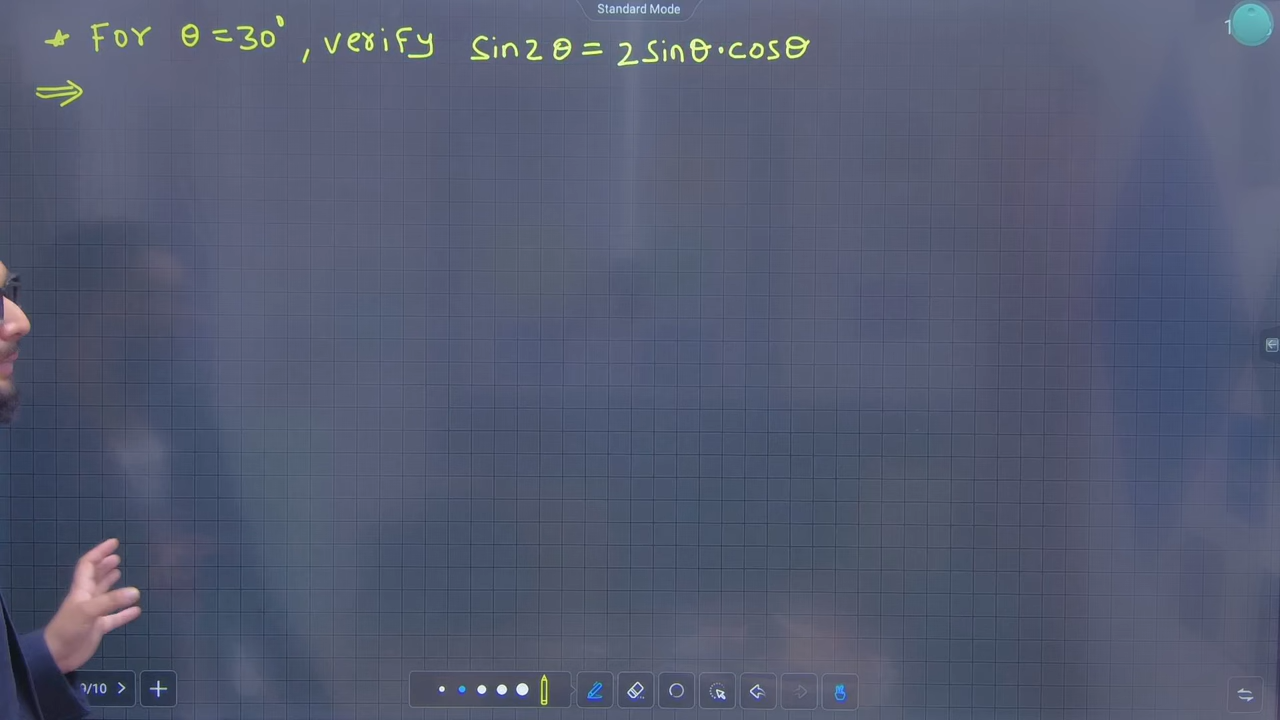 Standard Mode
★ For θ = 30°, verify sin2θ = 2sinθ·cosθ
⇒
/10